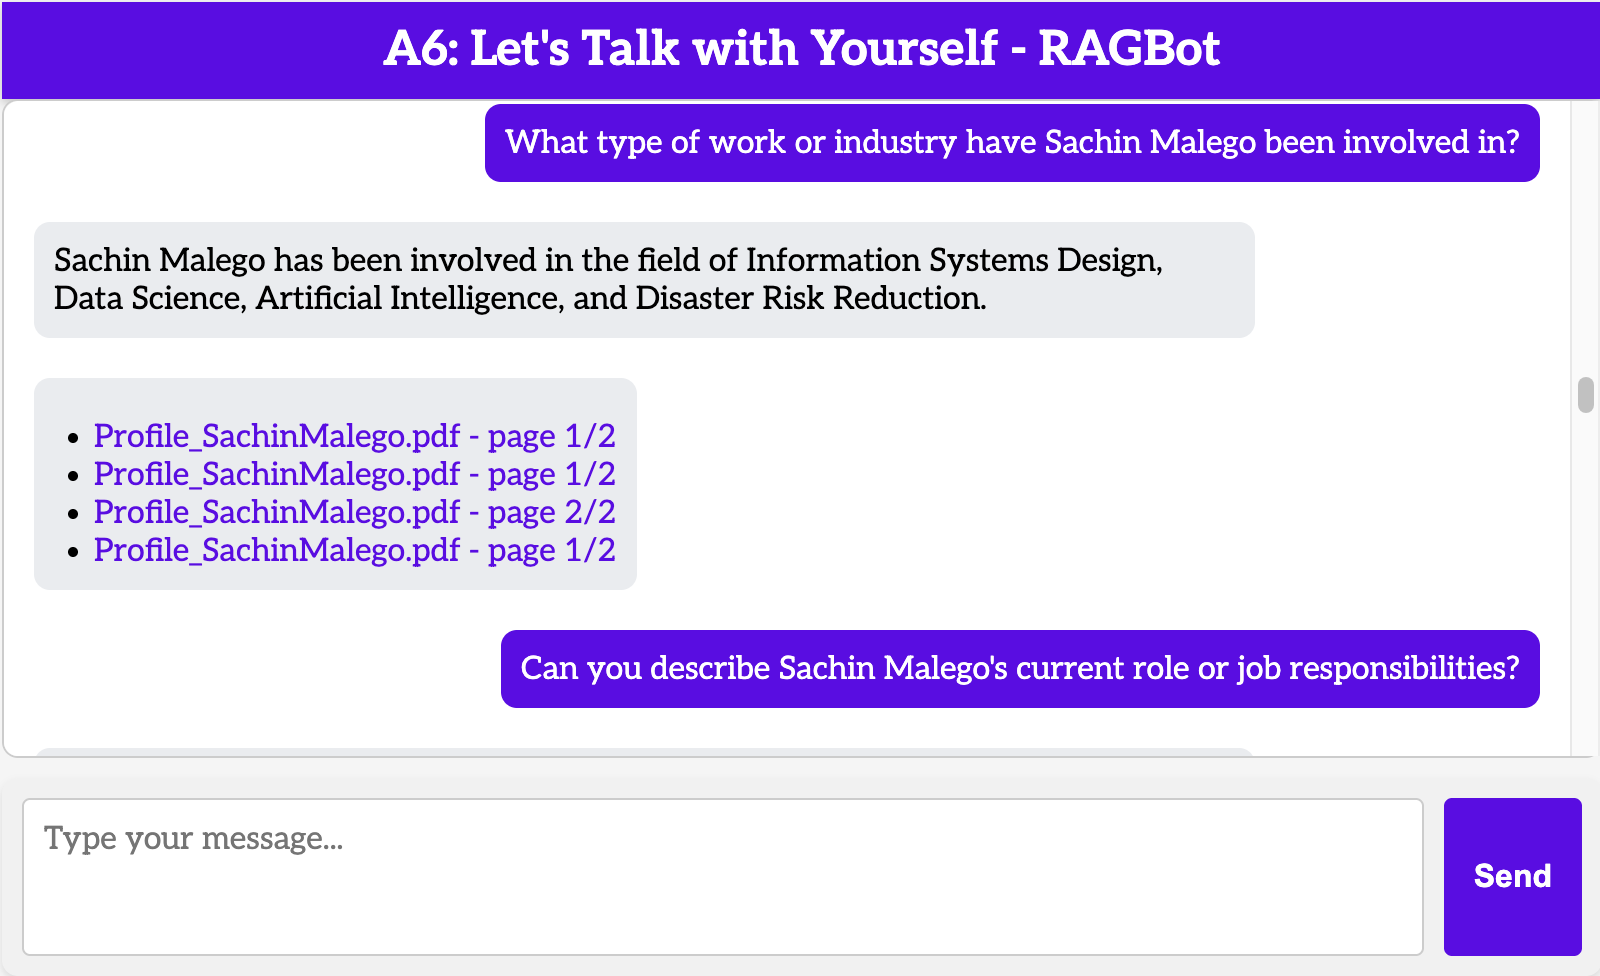 A6: Let's Talk with Yourself - RAGBot
What type of work or industry have Sachin Malego been involved in?
Sachin Malego has been involved in the field of Information Systems Design,
Data Science, Artificial Intelligence, and Disaster Risk Reduction.
Profile_SachinMalego.pdf - page 1/2
Profile_SachinMalego.pdf - page 1/2
Profile_SachinMalego.pdf - page 2/2
Profile_SachinMalego.pdf - page 1/2
Can you describe Sachin Malego's current role or job responsibilities?
Type your message...
Send